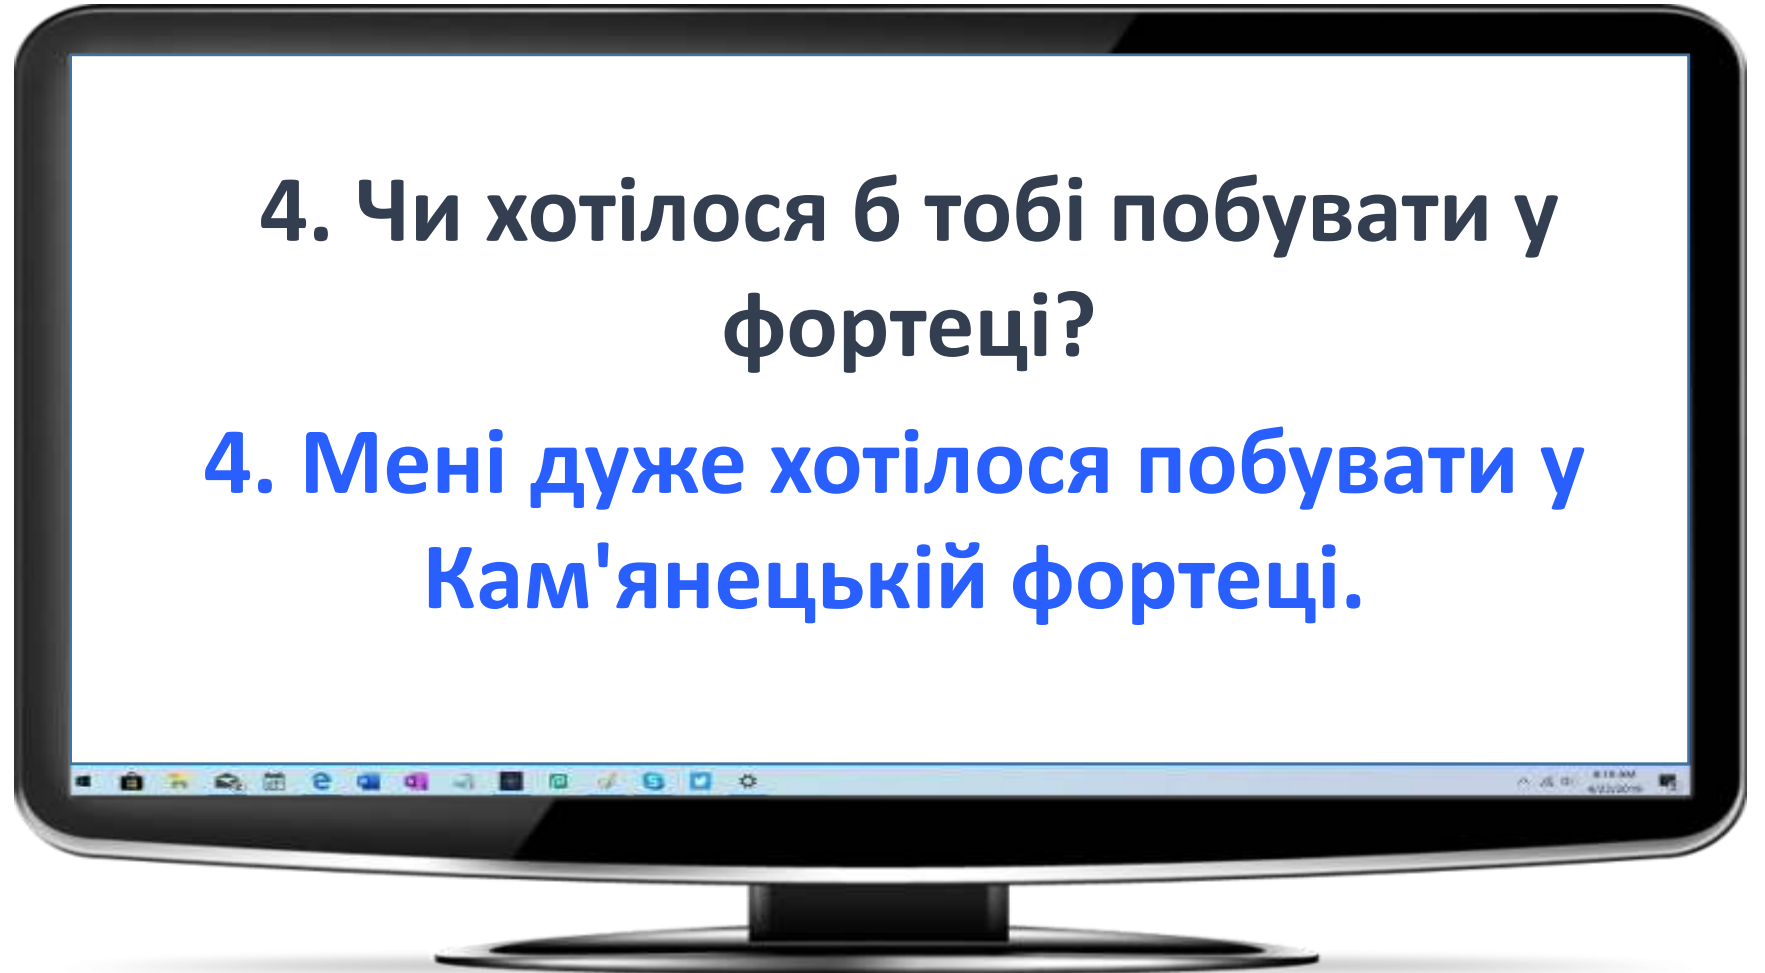 4. Чи хотілося б тобі побувати у
фортеці?
4. Мені дуже хотілося побувати у
Кам'янецькій фортеці.